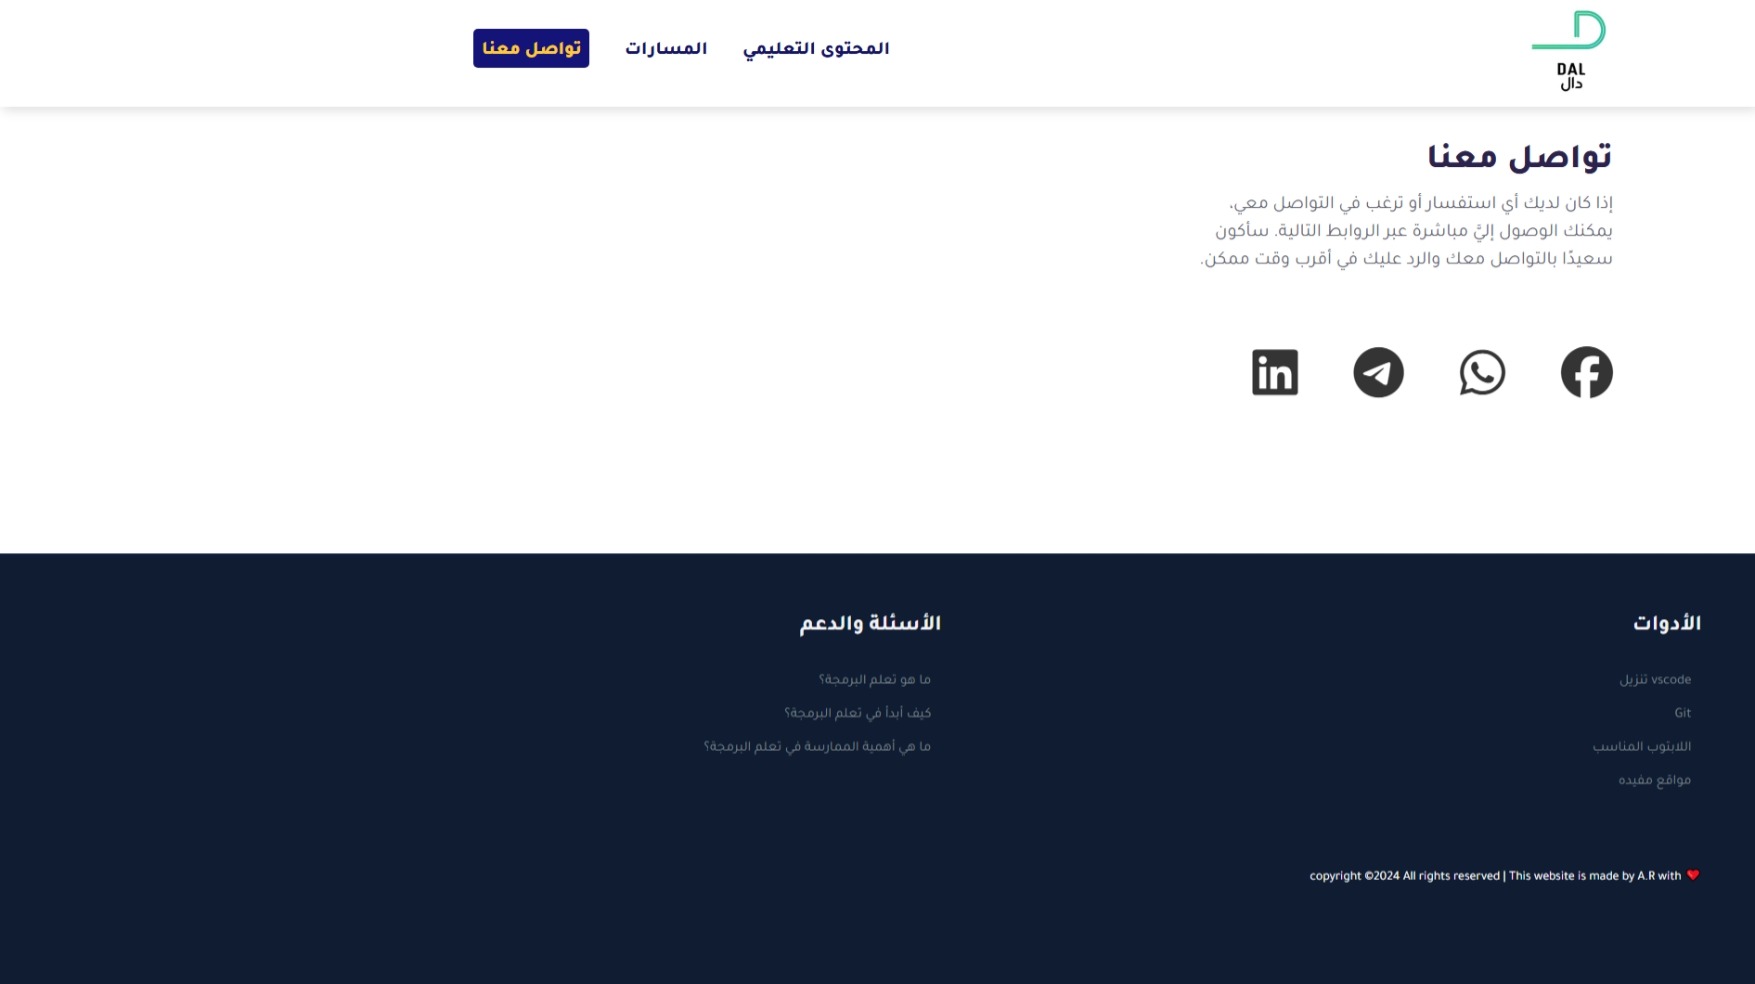 DAL
دال
المحتوى التعليمي
المسارات
تواصل معنا
تواصل معنا
إذا كان لديك أي استفسار أو ترغب في التواصل معي،
يمكنك الوصول إليَّ مباشرة عبر الروابط التالية. سأكون
سعيدًا بالتواصل معك والرد عليك في أقرب وقت ممكن.
الأدوات
vscode تنزيل
Git
اللابتوب المناسب
مواقع مفيده
الأسئلة والدعم
ما هو تعلم البرمجة؟
كيف أبدأ في تعلم البرمجة؟
ما هي أهمية الممارسة في تعلم البرمجة؟
copyright ©2024 All rights reserved | This website is made by A.R with ❤